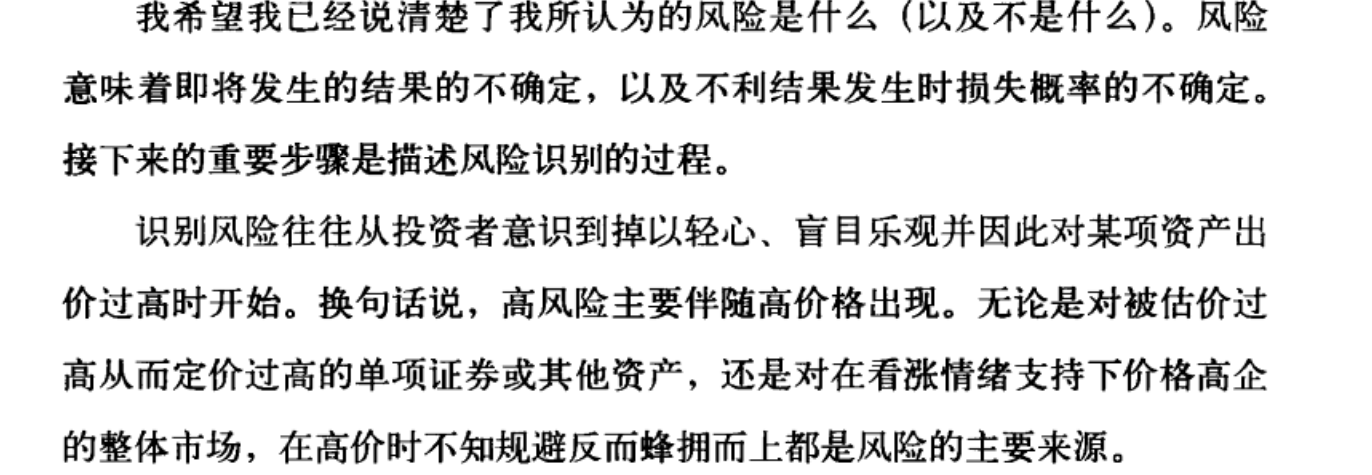 我希望我已经说清楚了我所认为的风险是什么（以及不是什么）。风险
意味着即将发生的结果的不确定，以及不利结果发生时损失概率的不确定。
接下来的重要步骤是描述风险识别的过程。
识别风险往往从投资者意识到掉以轻心、盲目乐观并因此对某项资产出
价过高时开始。换句话说，高风险主要伴随高价格出现。无论是对被估价过
高从而定价过高的单项证券或其他资产，还是对在看涨情绪支持下价格高企
的整体市场，在高价时不知规避反而蜂拥而上都是风险的主要来源。